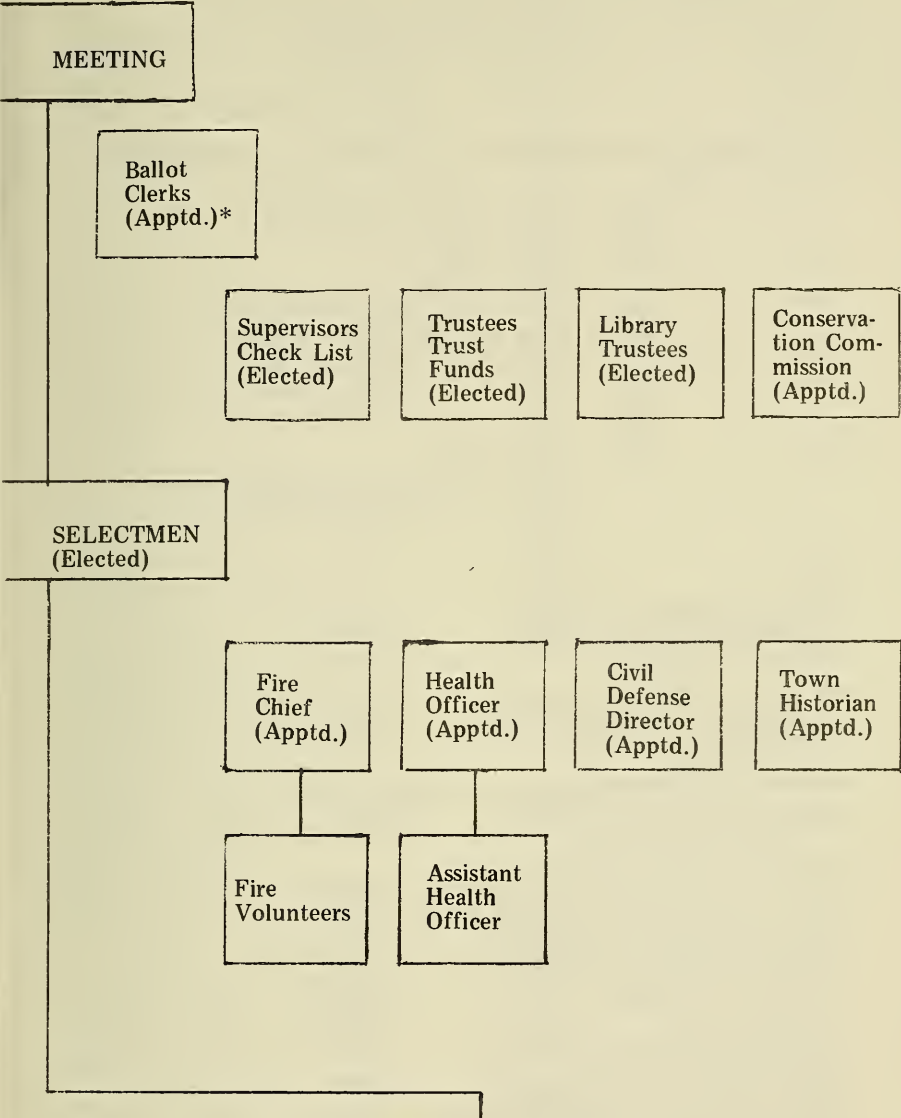 MEETING
Ballot
Clerks
(Apptd.)*
Supervisors
Check List
(Elected)
Trustees
Trust
Funds
(Elected)
Library
Trustees
(Elected)
Conserva-
tion Com-
mission
(Apptd.)
SELECTMEN
(Elected)
Fire
Chief
(Apptd.)
Health
Officer
(Apptd.)
Civil
Defense
Director
(Apptd.)
Town
Historian
(Apptd.)
Fire
Volunteers
Assistant
Health
Officer